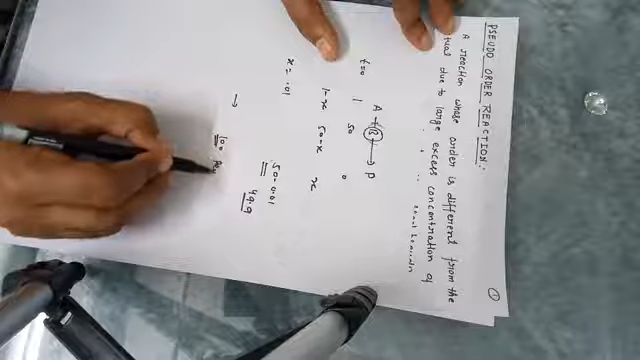 PSEUDO ORDER REACTION:
①
A reaction whose order is different from the
due to large excess concentration of
A + B → P
t=0 1 50 0
1-x 50-x x
x = .01
50-0.01
49.9
→ 100